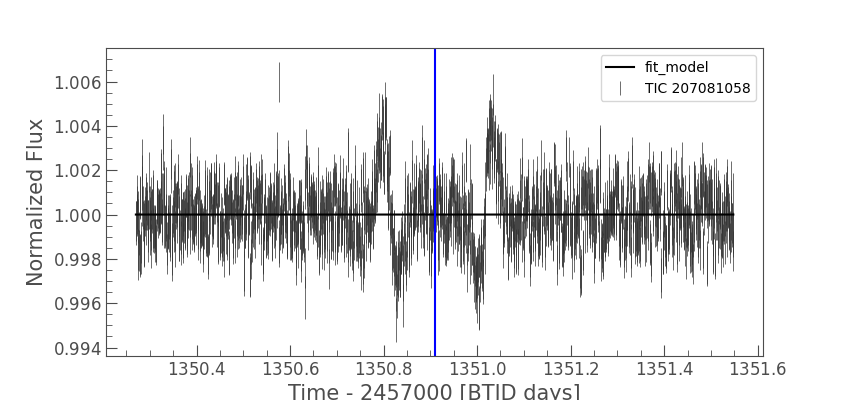 1.006
1.004
1.002
1.000
0.998
0.996
0.994
Normalized Flux
fit_model
TIC 207081058
1350.4 1350.6 1350.8 1351.0 1351.2 1351.4 1351.6
Time - 2457000 [BTJD days]